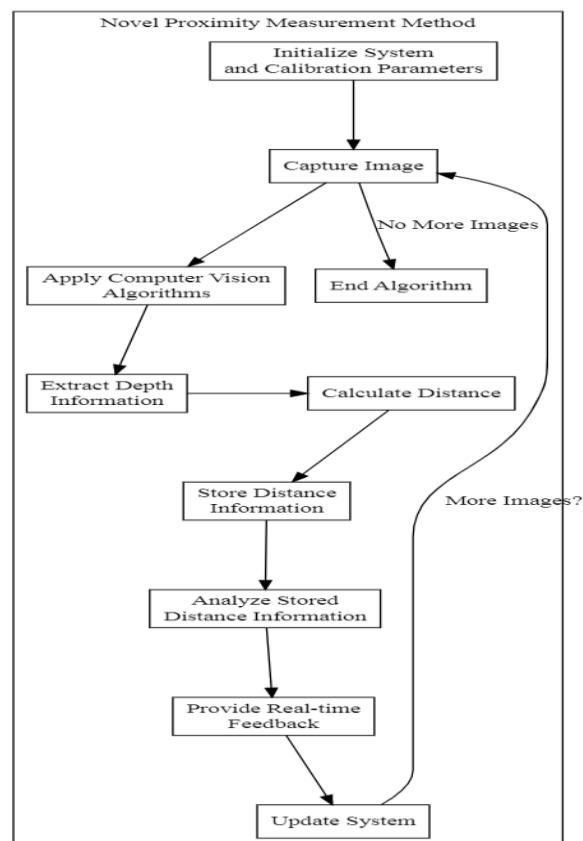 Novel Proximity Measurement Method
Initialize System
and Calibration Parameters
Capture Image
No More Images
Apply Computer Vision
Algorithms
End Algorithm
Extract Depth
Information
Calculate Distance
Store Distance
Information
More Images?
Analyze Stored
Distance Information
Provide Real-time
Feedback
Update System